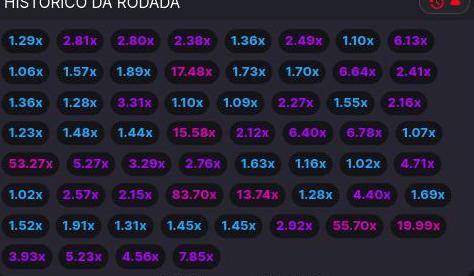 HISTÓRICO DA RODADA
1.29x 2.81x 2.80x 2.38x 1.36x 2.49x 1.10x 6.13x
1.06x 1.57x 1.89x 17.48x 1.73x 1.70x 6.64x 2.41x
1.36x 1.28x 3.31x 1.10x 1.09x 2.27x 1.55x 2.16x
1.23x 1.48x 1.44x 15.58x 2.12x 6.40x 6.78x 1.07x
53.27x 5.27x 3.29x 2.76x 1.63x 1.16x 1.02x 4.71x
1.02x 2.57x 2.15x 83.70x 13.74x 1.28x 4.40x 1.69x
1.52x 1.91x 1.31x 1.45x 1.45x 2.92x 55.70x 19.99x
3.93x 5.23x 4.56x 7.85x